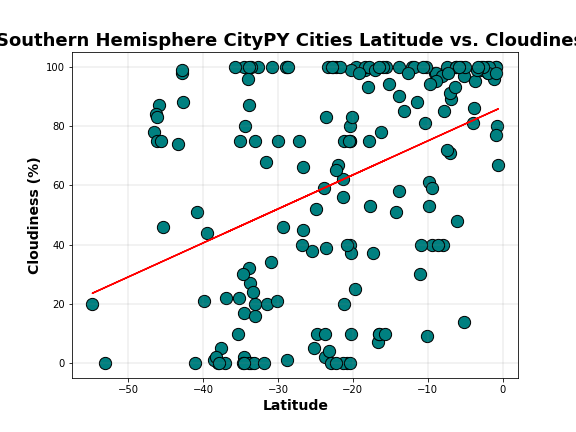 Southern Hemisphere CityPY Cities Latitude vs. Cloudines
100
80
60
40
20
0
Cloudiness (%)
−50 −40 −30 −20 −10 0
Latitude